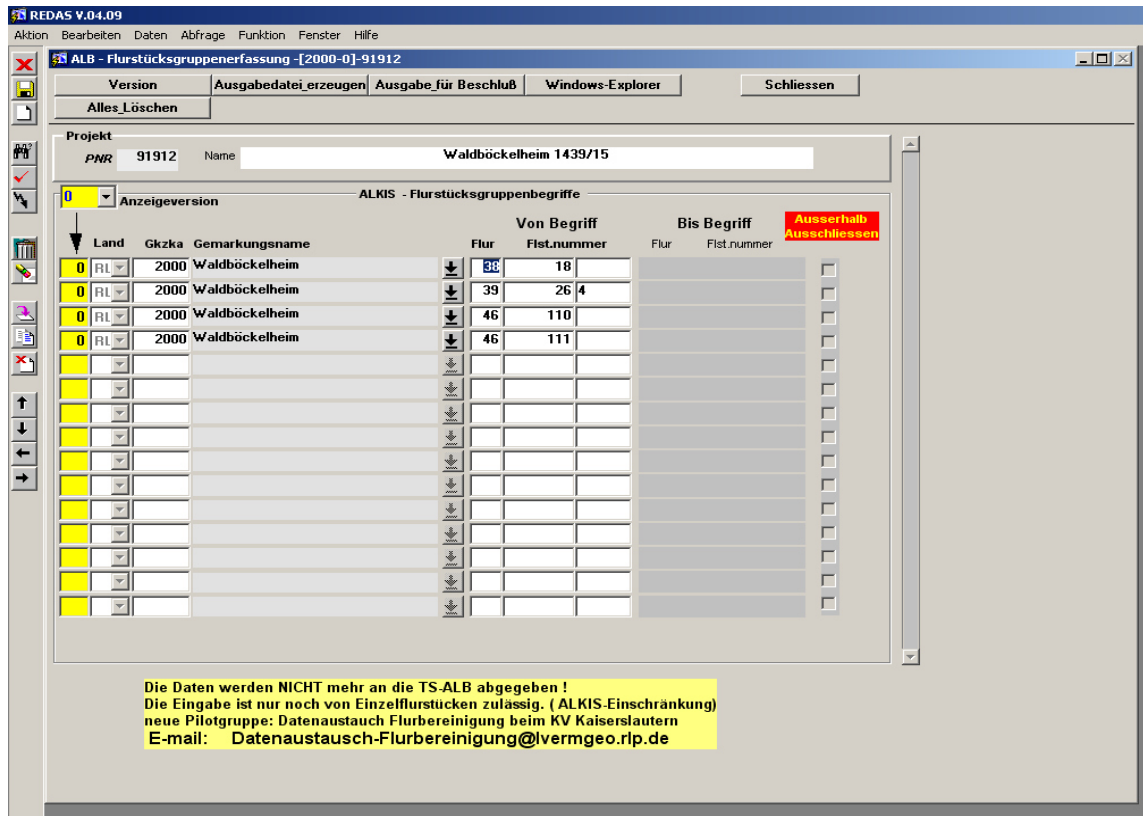 REDAS V.04.09
Aktion Bearbeiten Daten Abfrage Funktion Fenster Hilfe
ALB - Flurstücksgruppenerfassung -[2000-0]-91912
Version Ausgabedatei_erzeugen Ausgabe_für Beschluß Windows-Explorer Schliessen
Alles_Löschen
Projekt
PNR 91912 Name Waldböckelheim 1439/15
0 Anzeigeversion ALKIS - Flurstücksgruppenbegriffe
Von Begriff Bis Begriff Ausserhalb Ausschliessen
Land Gkzka Gemarkungsname Flur Flst.nummer Flur Flst.nummer
0 RL 2000 Waldböckelheim 38 18
0 RL 2000 Waldböckelheim 39 26 4
0 RL 2000 Waldböckelheim 46 110
0 RL 2000 Waldböckelheim 46 111
Die Daten werden NICHT mehr an die TS-ALB abgegeben !
Die Eingabe ist nur noch von Einzelflurstücken zulässig. ( ALKIS-Einschränkung)
neue Pilotgruppe: Datenaustauch Flurbereinigung beim KV Kaiserslautern
E-mail: Datenaustausch-Flurbereinigung@lvermgeo.rlp.de